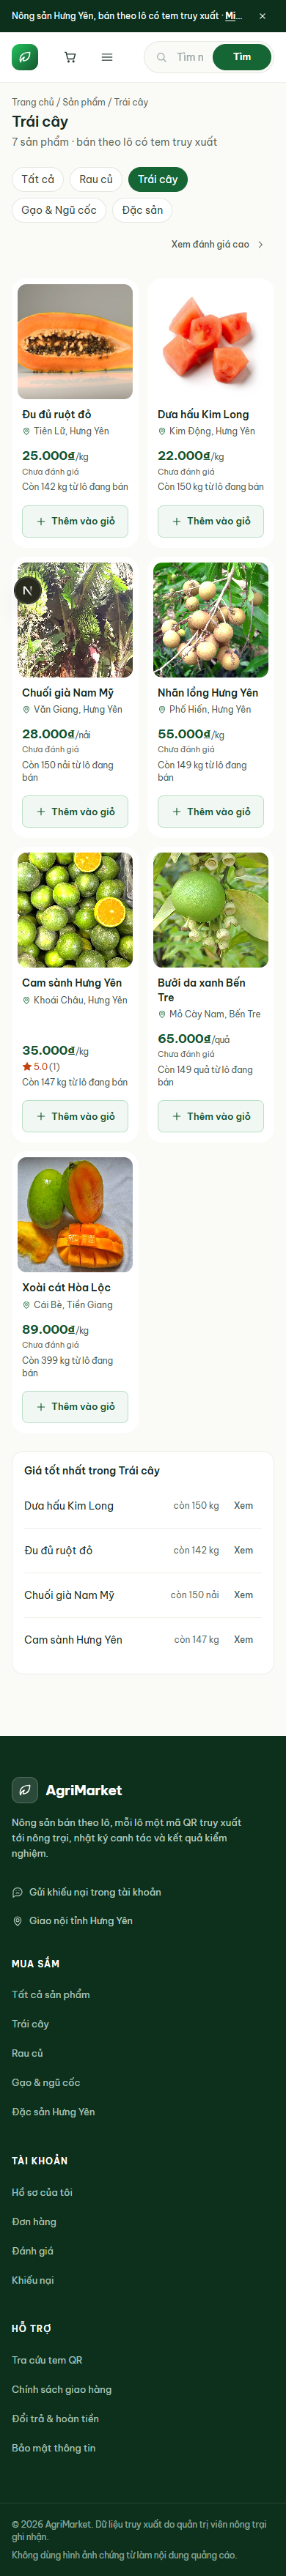 Nông sản Hưng Yên, bán theo lô có tem truy xuất · Mi...
Tìm n
Tìm
Trang chủ / Sản phẩm / Trái cây
Trái cây
7 sản phẩm · bán theo lô có tem truy xuất
Tất cả
Rau củ
Trái cây
Gạo & Ngũ cốc
Đặc sản
Xem đánh giá cao
Đu đủ ruột đỏ
Tiên Lữ, Hưng Yên
25.000₫/kg
Chưa đánh giá
Còn 142 kg từ lô đang bán
Thêm vào giỏ
Dưa hấu Kim Long
Kim Động, Hưng Yên
22.000₫/kg
Chưa đánh giá
Còn 150 kg từ lô đang bán
Thêm vào giỏ
N
Chuối già Nam Mỹ
Văn Giang, Hưng Yên
28.000₫/nải
Chưa đánh giá
Còn 150 nải từ lô đang
bán
Thêm vào giỏ
Nhãn lồng Hưng Yên
Phố Hiến, Hưng Yên
55.000₫/kg
Chưa đánh giá
Còn 149 kg từ lô đang
bán
Thêm vào giỏ
Cam sành Hưng Yên
Khoái Châu, Hưng Yên
35.000₫/kg
5.0 (1)
Còn 147 kg từ lô đang bán
Thêm vào giỏ
Bưởi da xanh Bến
Tre
Mỏ Cày Nam, Bến Tre
65.000₫/quả
Chưa đánh giá
Còn 149 quả từ lô đang
bán
Thêm vào giỏ
Xoài cát Hòa Lộc
Cái Bè, Tiền Giang
89.000₫/kg
Chưa đánh giá
Còn 399 kg từ lô đang
bán
Thêm vào giỏ
Giá tốt nhất trong Trái cây
Dưa hấu Kim Long còn 150 kg Xem
Đu đủ ruột đỏ còn 142 kg Xem
Chuối già Nam Mỹ còn 150 nải Xem
Cam sành Hưng Yên còn 147 kg Xem
AgriMarket
Nông sản bán theo lô, mỗi lô một mã QR truy xuất
tới nông trại, nhật ký canh tác và kết quả kiểm
nghiệm.
Gửi khiếu nại trong tài khoản
Giao nội tỉnh Hưng Yên
MUA SẮM
Tất cả sản phẩm
Trái cây
Rau củ
Gạo & ngũ cốc
Đặc sản Hưng Yên
TÀI KHOẢN
Hồ sơ của tôi
Đơn hàng
Đánh giá
Khiếu nại
HỖ TRỢ
Tra cứu tem QR
Chính sách giao hàng
Đổi trả & hoàn tiền
Bảo mật thông tin
© 2026 AgriMarket. Dữ liệu truy xuất do quản trị viên nông trại
ghi nhận.
Không dùng hình ảnh chứng từ làm nội dung quảng cáo.